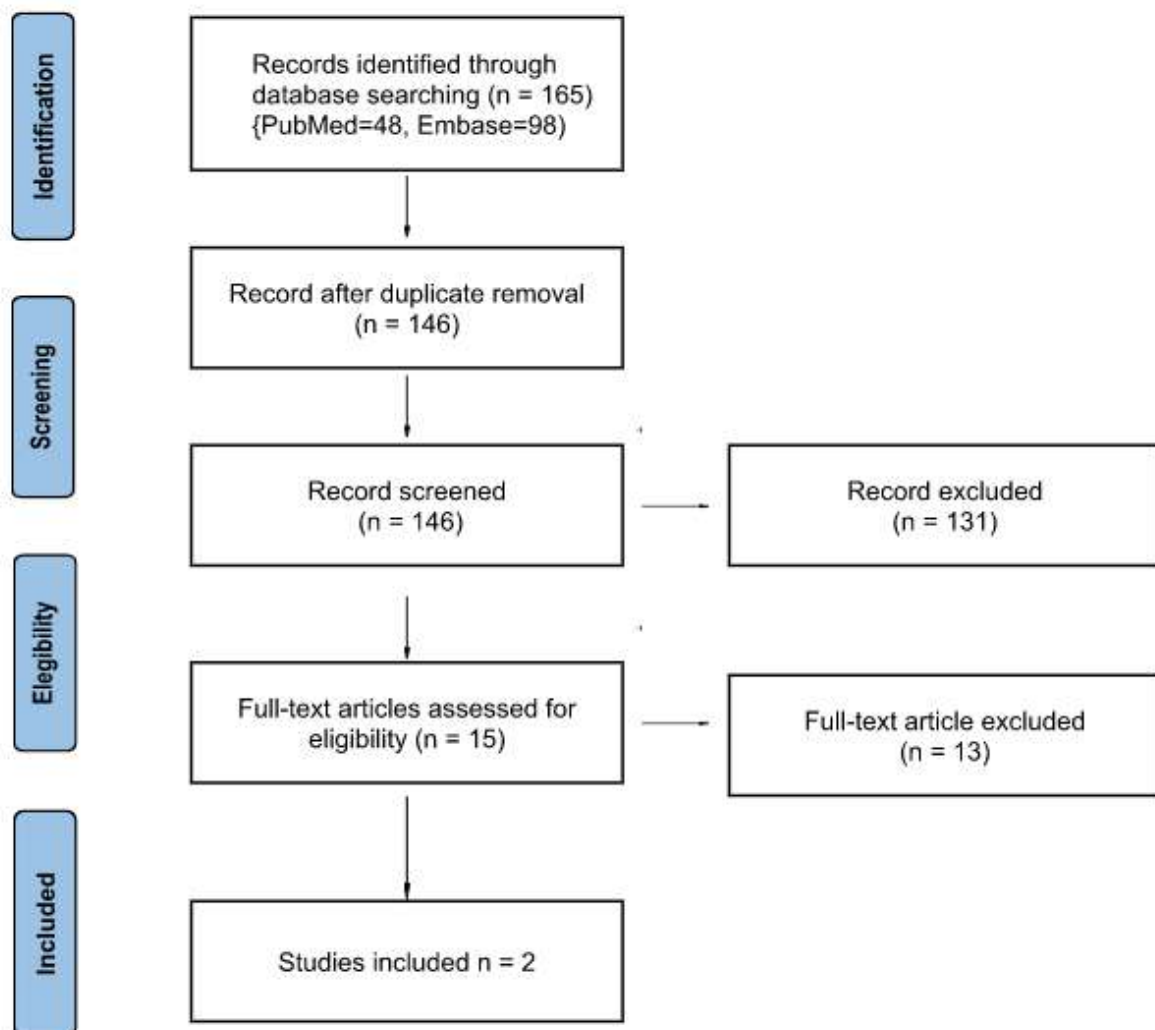 Identification
Records identified through
database searching (n = 165)
{PubMed=48, Embase=98)
Record after duplicate removal
(n = 146)
Screening
Record screened
(n = 146)
Record excluded
(n = 131)
Elegibility
Full-text articles assessed for
eligibility (n = 15)
Full-text article excluded
(n = 13)
Included
Studies included n = 2